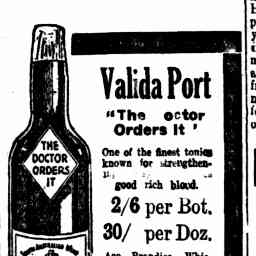 Valida Port
"The octor
Orders It '
One of the finest tonics
known for strengthen-
good rich blood.
2/6 per Bot.
30/ per Doz.
THE
DOCTOR
ORDERS
IT